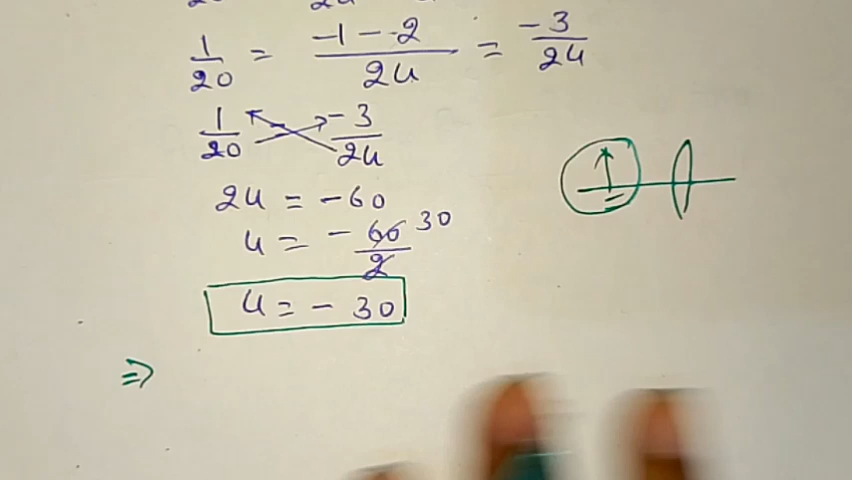 1/20 = -1--2/2u = -3/2u
1/20 = -3/2u
2u = -60
u = -60/2 30
u = - 30
⇒